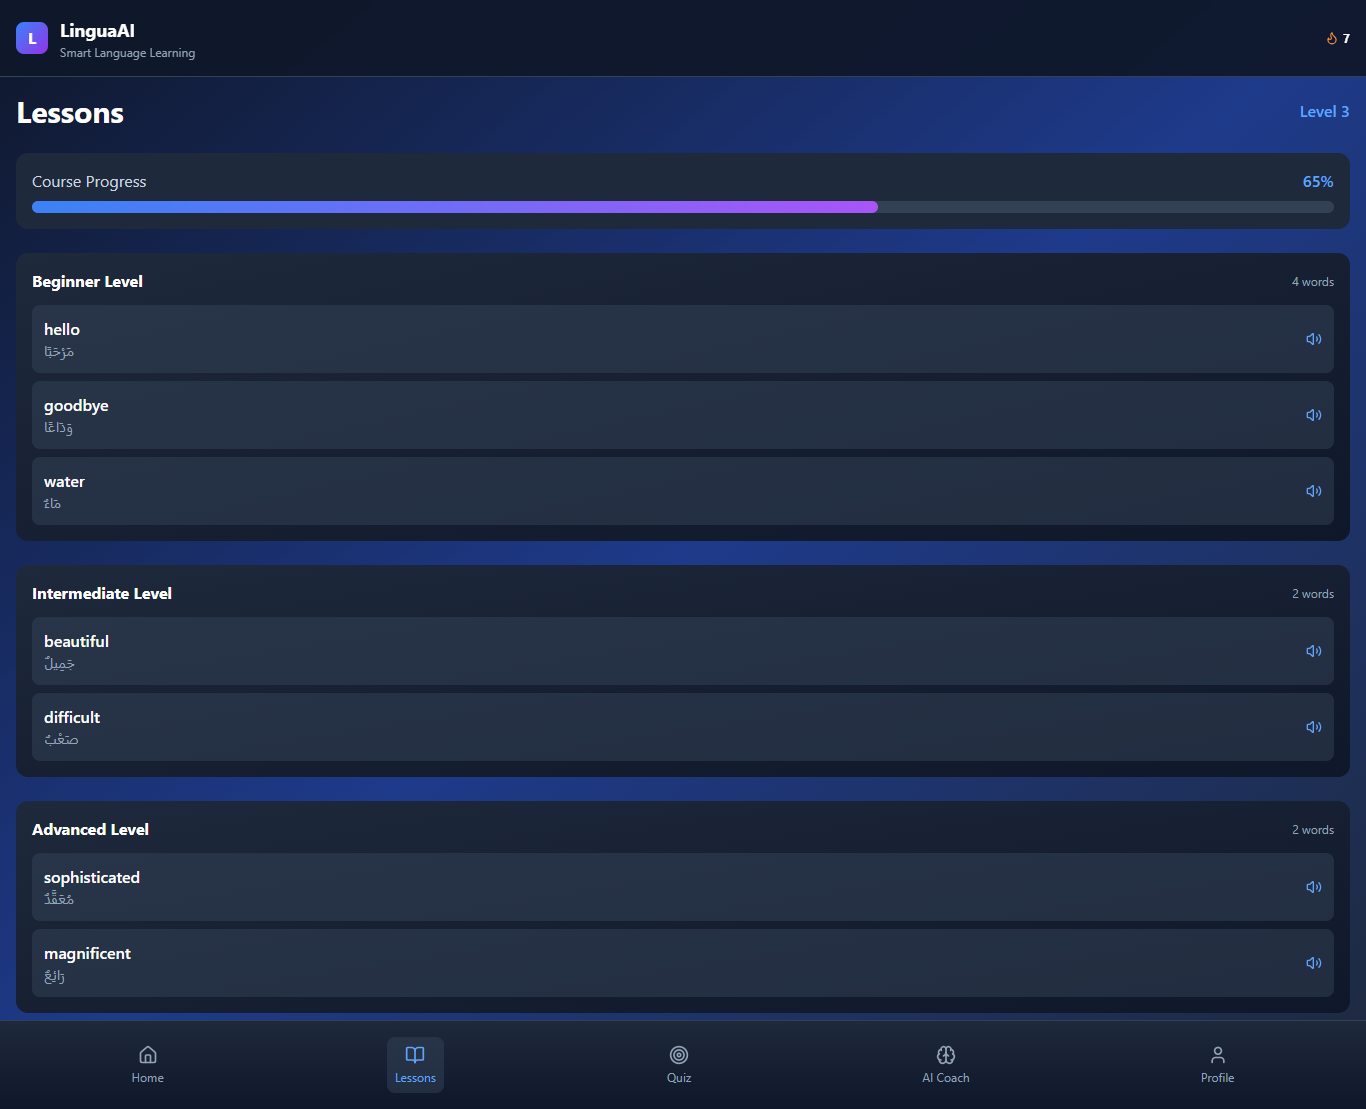 L
LinguaAI
Smart Language Learning
7
Lessons
Level 3
Course Progress
65%
Beginner Level
4 words
hello
مَرْحَبًا
goodbye
وَدَاعًا
water
مَاءٌ
Intermediate Level
2 words
beautiful
جَمِيلٌ
difficult
صَعْبٌ
Advanced Level
2 words
sophisticated
مُعَقَّدٌ
magnificent
رَائِعٌ
Home
Lessons
Quiz
AI Coach
Profile